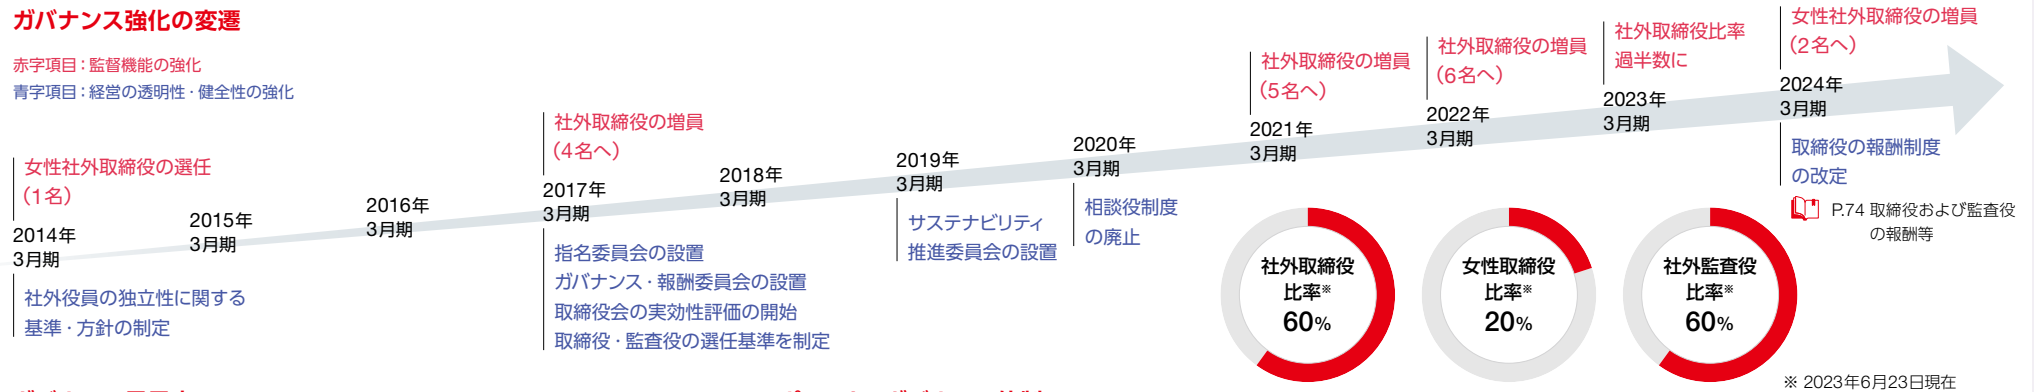 ガバナンス強化の変遷
赤字項目：監督機能の強化
青字項目：経営の透明性・健全性の強化
女性社外取締役の選任
（1名）
2014年
3月期
社外役員の独立性に関する
基準・方針の制定
2015年
3月期
2016年
3月期
社外取締役の増員
（4名へ）
2017年
3月期
指名委員会の設置
ガバナンス・報酬委員会の設置
取締役会の実効性評価の開始
取締役・監査役の選任基準を制定
2018年
3月期
2019年
3月期
サステナビリティ
推進委員会の設置
2020年
3月期
相談役制度
の廃止
社外取締役の増員
（5名へ）
2021年
3月期
社外取締役の増員
（6名へ）
2022年
3月期
社外取締役比率
過半数に
2023年
3月期
女性社外取締役の増員
（2名へ）
2024年
3月期
取締役の報酬制度
の改定
P.74 取締役および監査役
の報酬等
社外取締役
比率※
60%
女性取締役
比率※
20%
社外監査役
比率※
60%
※ 2023年6月23日現在